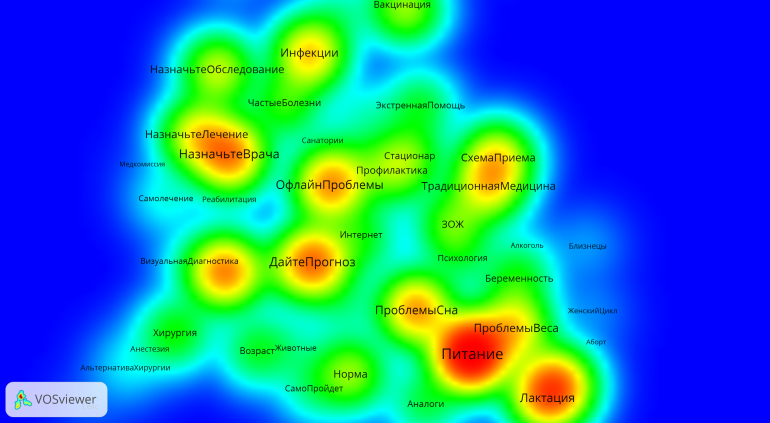 Вакцинация
Инфекции
НазначьтеОбследование
ЧастыеБолезни
ЭкстреннаяПомощь
НазначьтеЛечение
Санатории
НазначьтеВрача
Стационар
СхемаПриема
Медкомиссия
Профилактика
ОфлайнПроблемы
ТрадиционнаяМедицина
Самолечение
Реабилитация
ЗОЖ
Интернет
Алкоголь
Близнецы
ВизуальнаяДиагностика
ДайтеПрогноз
Психология
Беременность
ПроблемыСна
ЖенскийЦикл
Хирургия
ПроблемыВеса
Аборт
Анестезия
Возраст
Животные
Питание
АльтернативаХирургии
Норма
СамоПройдет
Лактация
Аналоги
VOSviewer